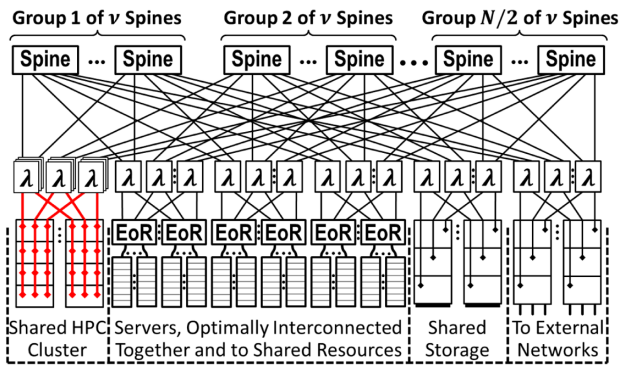 Group 1 of ν Spines Group 2 of ν Spines Group N/2 of ν Spines
Spine ... Spine Spine ... Spine ... Spine ... Spine
λ λ λ λ λ λ λ λ λ λ λ λ λ λ λ λ λ λ
EoR EoR EoR EoR EoR EoR
Shared HPC Servers, Optimally Interconnected Shared To External
Cluster Together and to Shared Resources Storage Networks